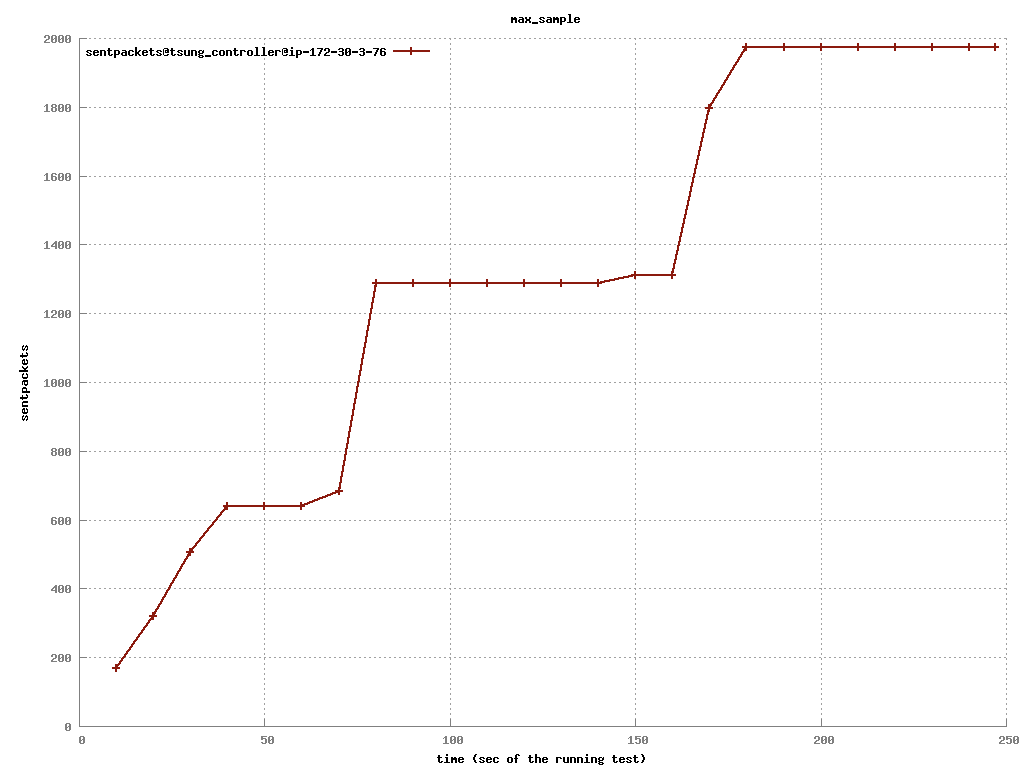 max_sample
sentpackets@tsung_controller@ip-172-30-3-76
2000
1800
1600
1400
1200
1000
800
600
400
200
0
sentpackets
0 50 100 150 200 250
time (sec of the running test)